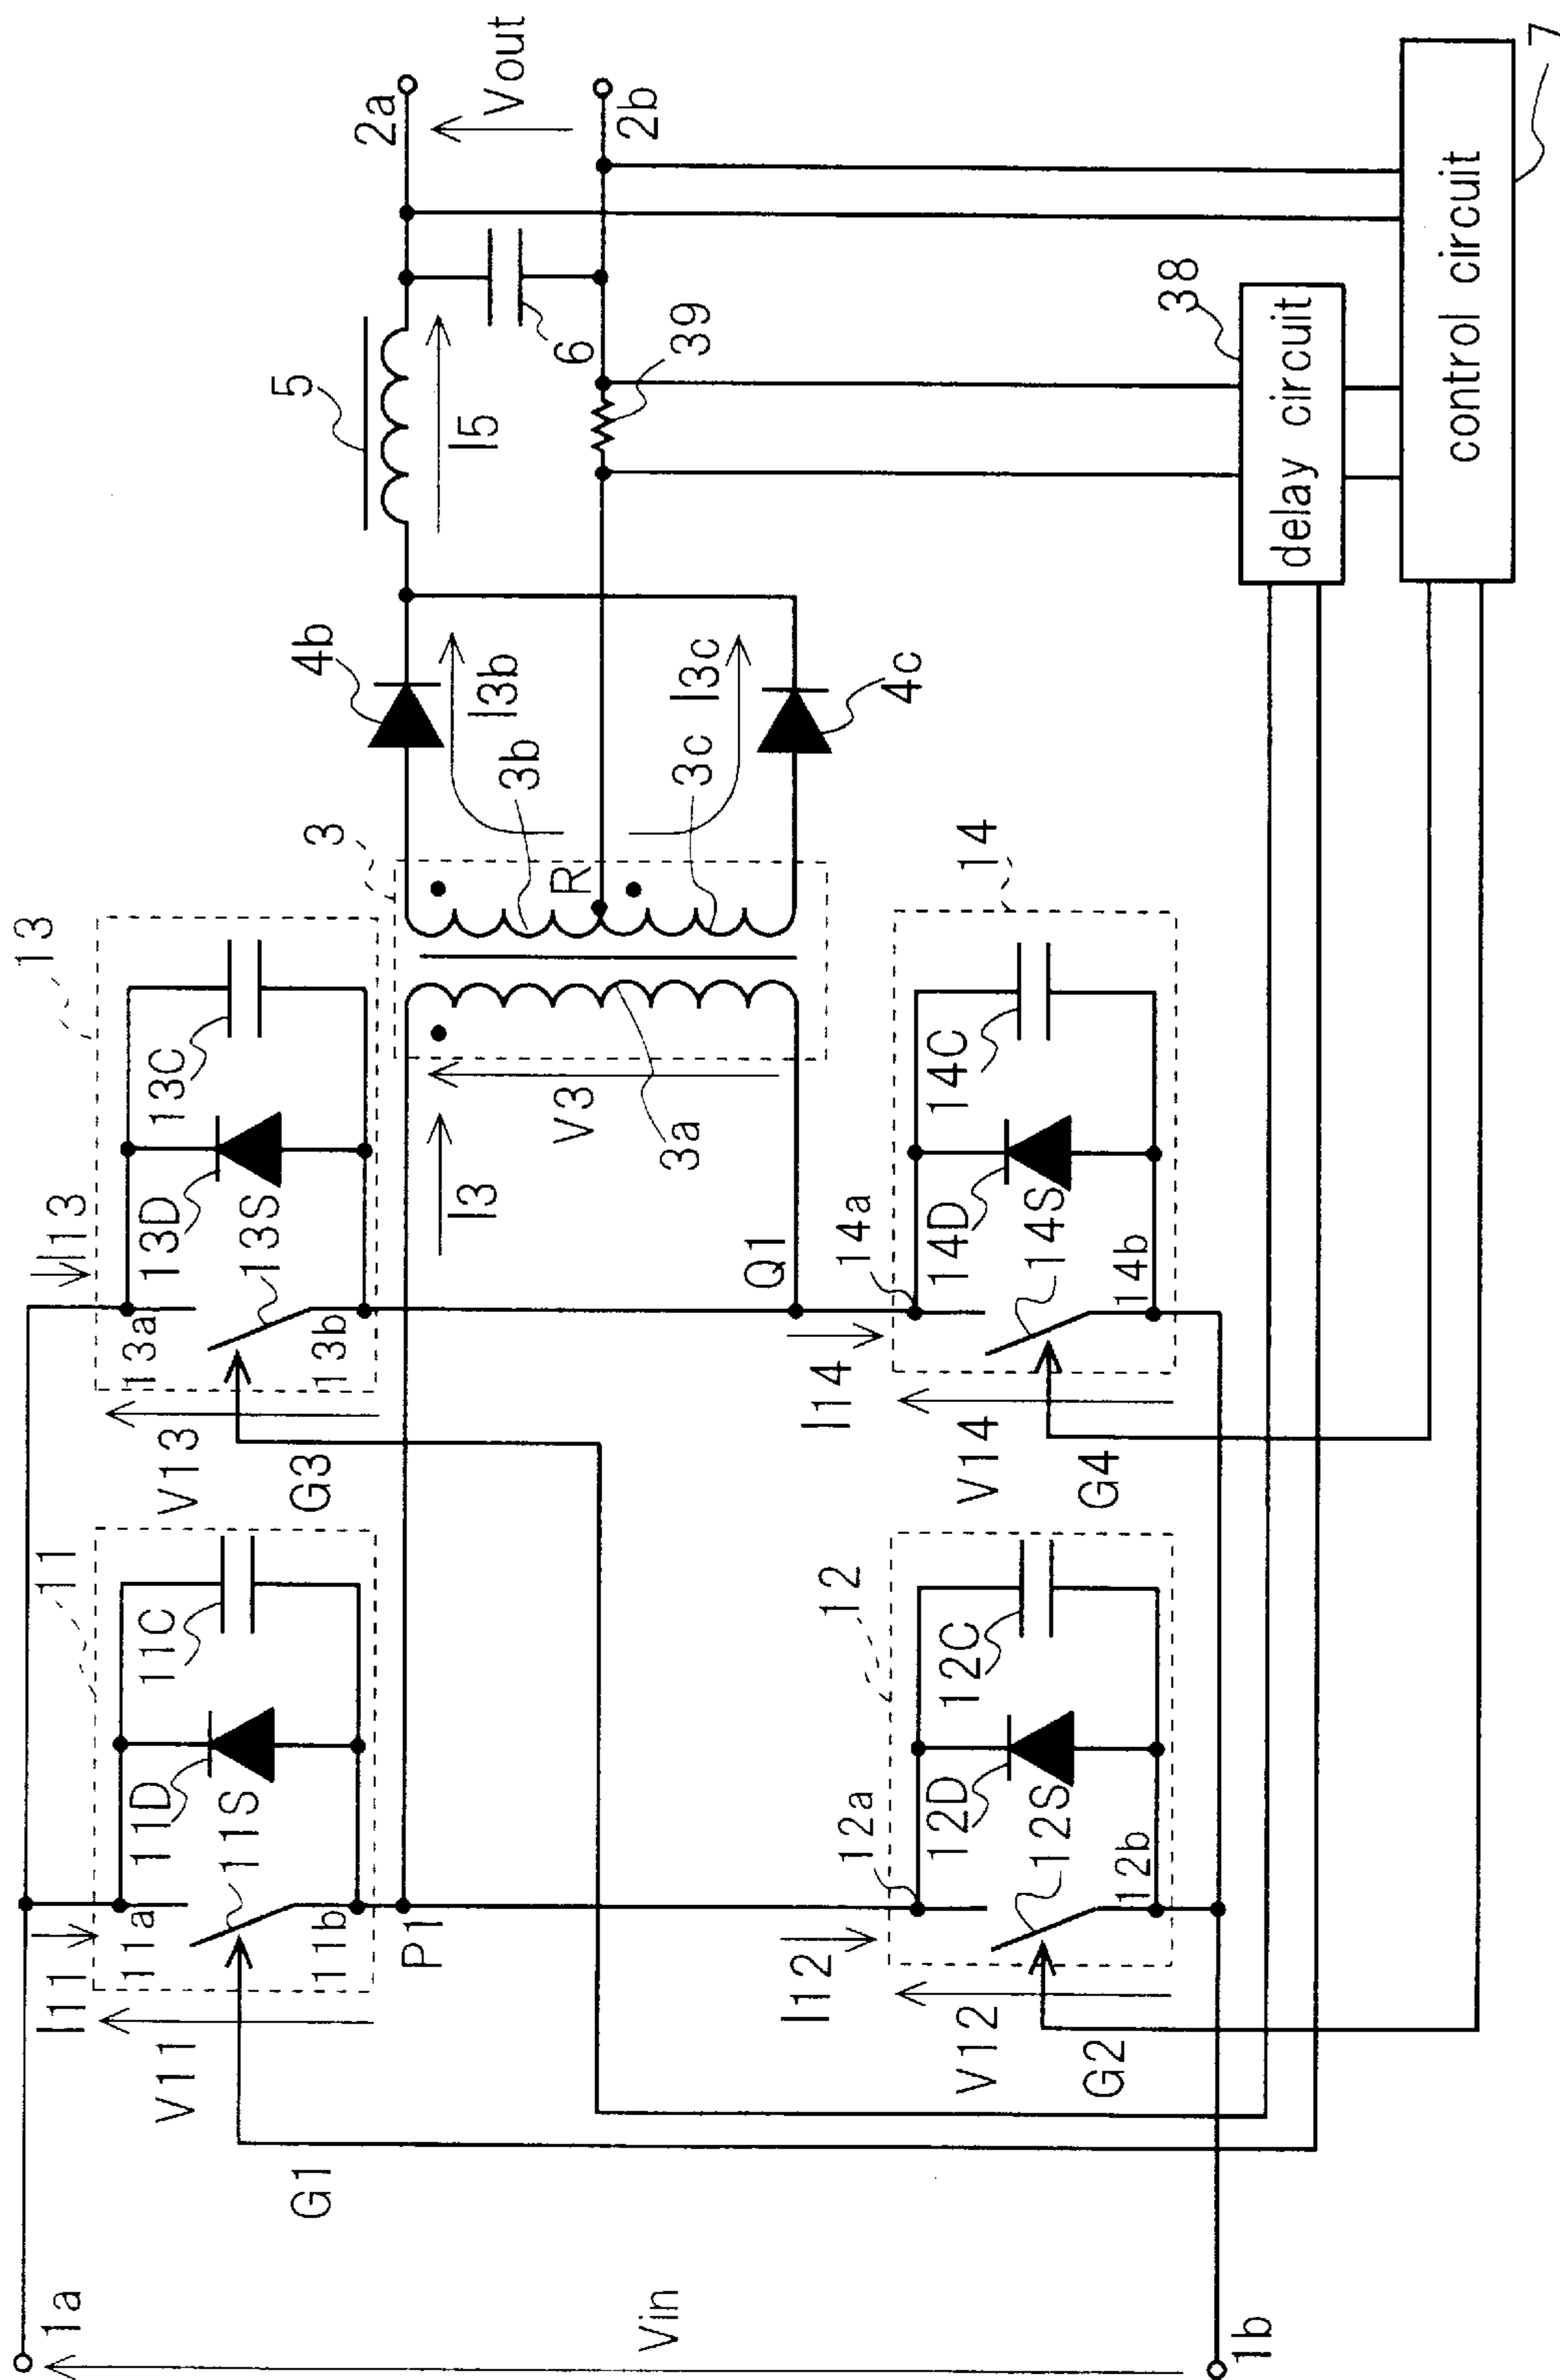 1a
Vin
1b
I11
11
11a
11D
11C
11S
11b
V11
G1
P1
I13
13
13a
13D
13C
13S
13b
V13
G3
I3
V3
3a
3
3b
3c
R
Q1
I12
12
12a
12D
12C
12S
12b
V12
G2
I14
14
14a
14D
14C
14S
14b
V14
G4
4b
I3b
I3c
4c
5
I5
6
39
2a
Vout
2b
38
delay circuit
control circuit
7